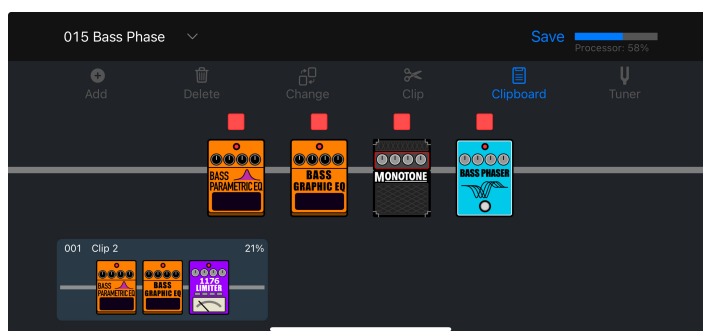 015 Bass Phase
Save
Processor: 58%
Add
Delete
Change
Clip
Clipboard
Tuner
BASS
PARAMETRIC EQ
BASS
GRAPHIC EQ
MONOTONE
BASS PHASER
001 Clip 2 21%
BASS
PARAMETRIC EQ
BASS
GRAPHIC EQ
1176
LIMITER